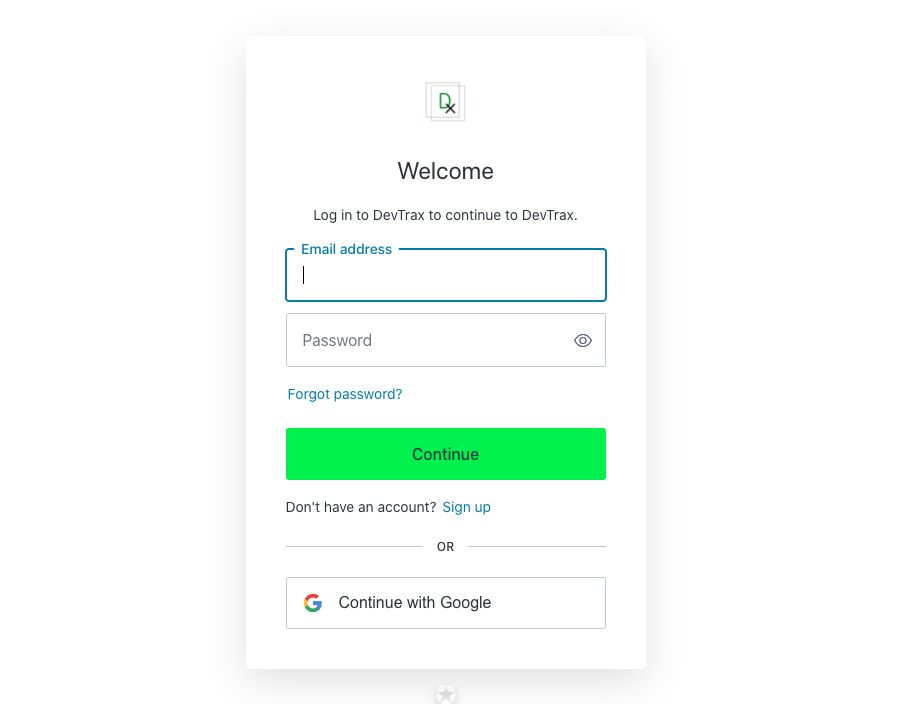 Dx
Welcome
Log in to DevTrax to continue to DevTrax.
Email address
Password
Forgot password?
Continue
Don't have an account? Sign up
OR
Continue with Google